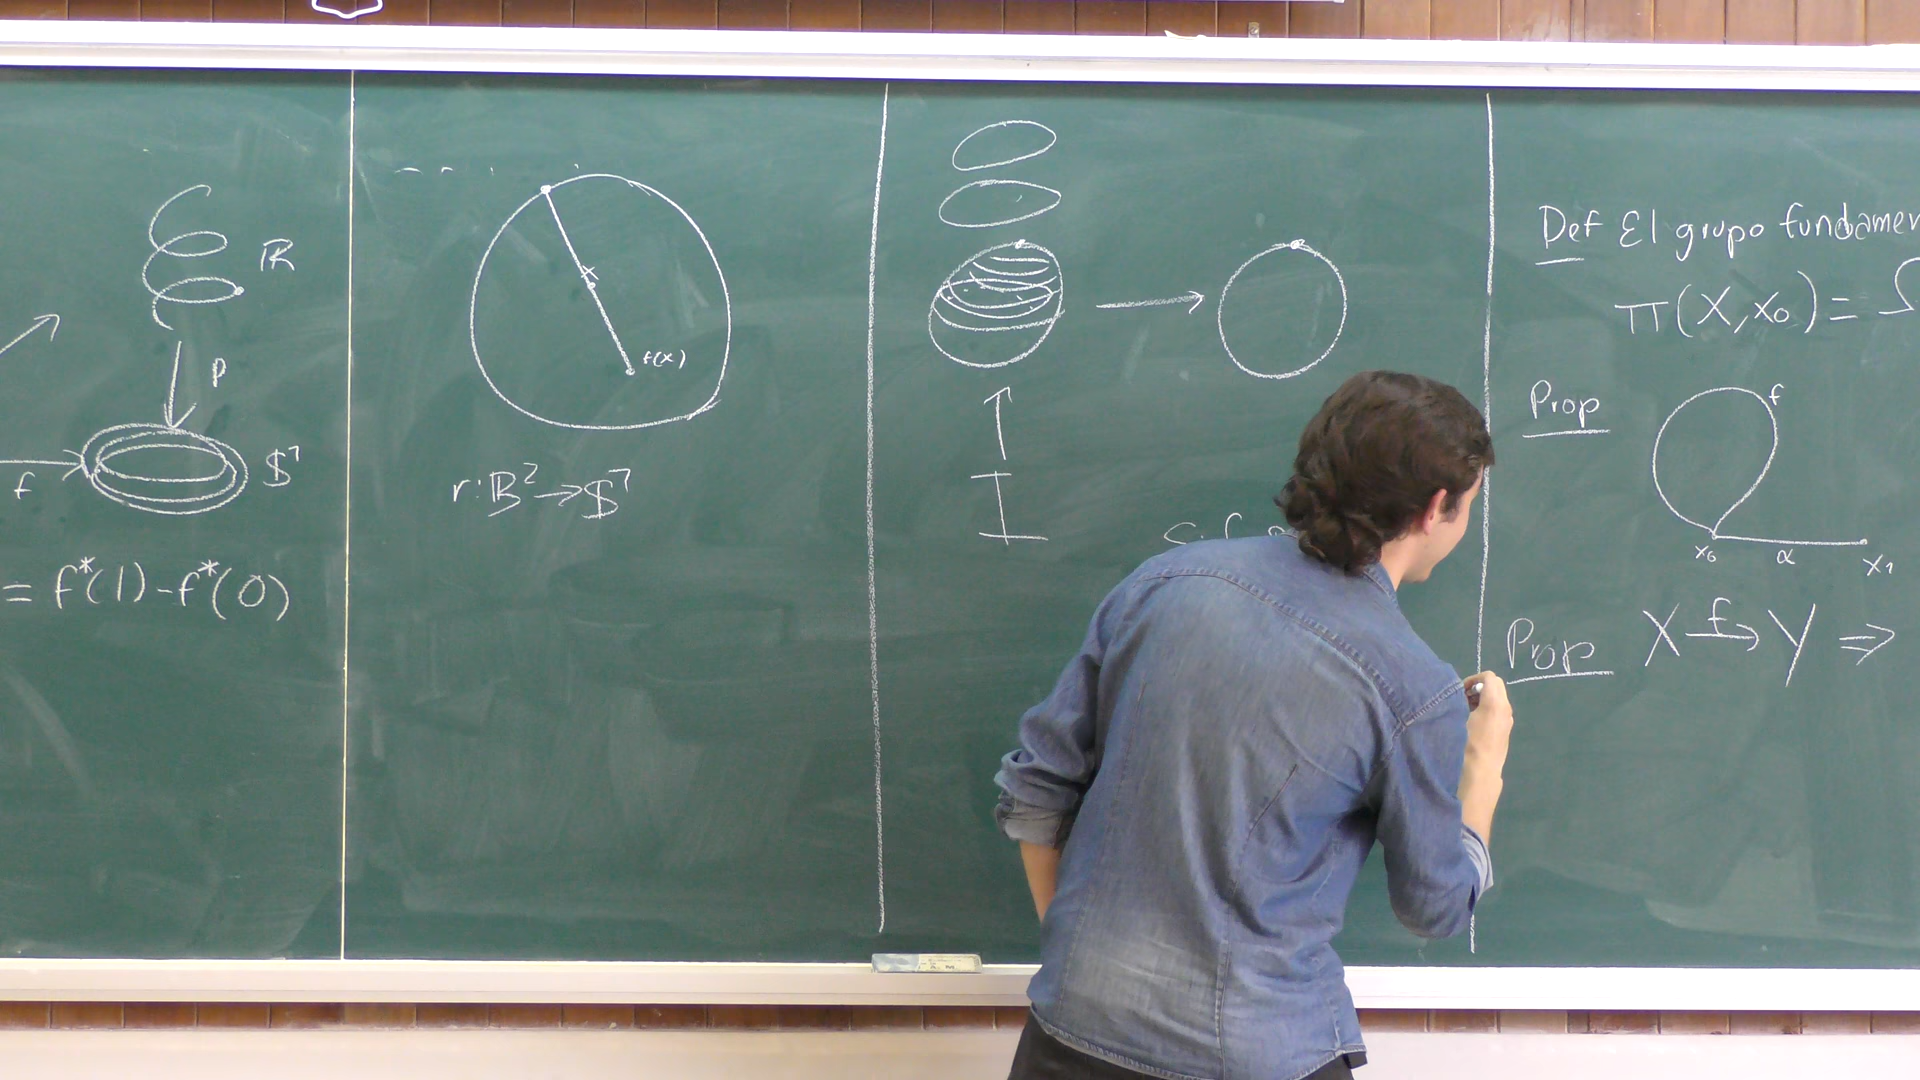 ℝ
p
f
𝕊¹
= f*(1) - f*(0)
x
f(x)
r: 𝔹² → 𝕊¹
Def El grupo fundamen
π(X, x₀) =
Prop
f
x₀
α
x₁
Prop X →f Y ⇒